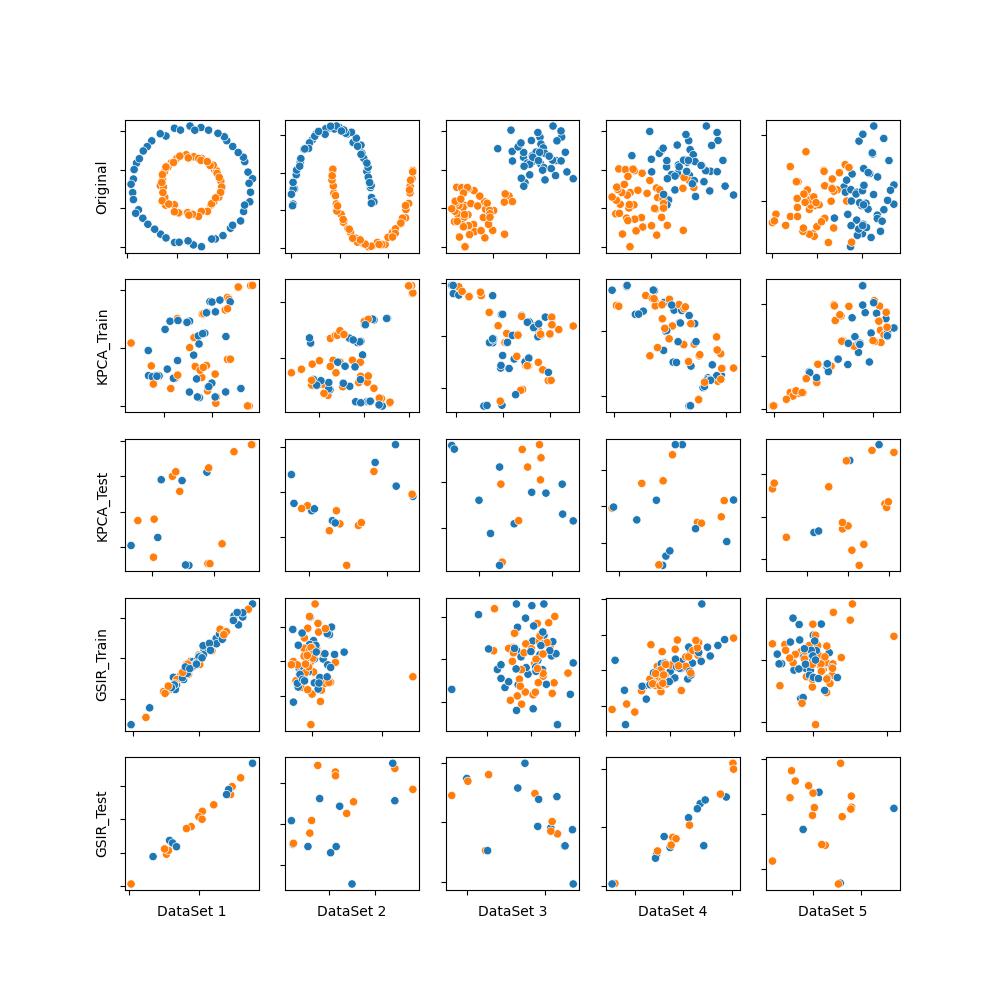 Original
KPCA_Train
KPCA_Test
GSIR_Train
GSIR_Test
DataSet 1
DataSet 2
DataSet 3
DataSet 4
DataSet 5